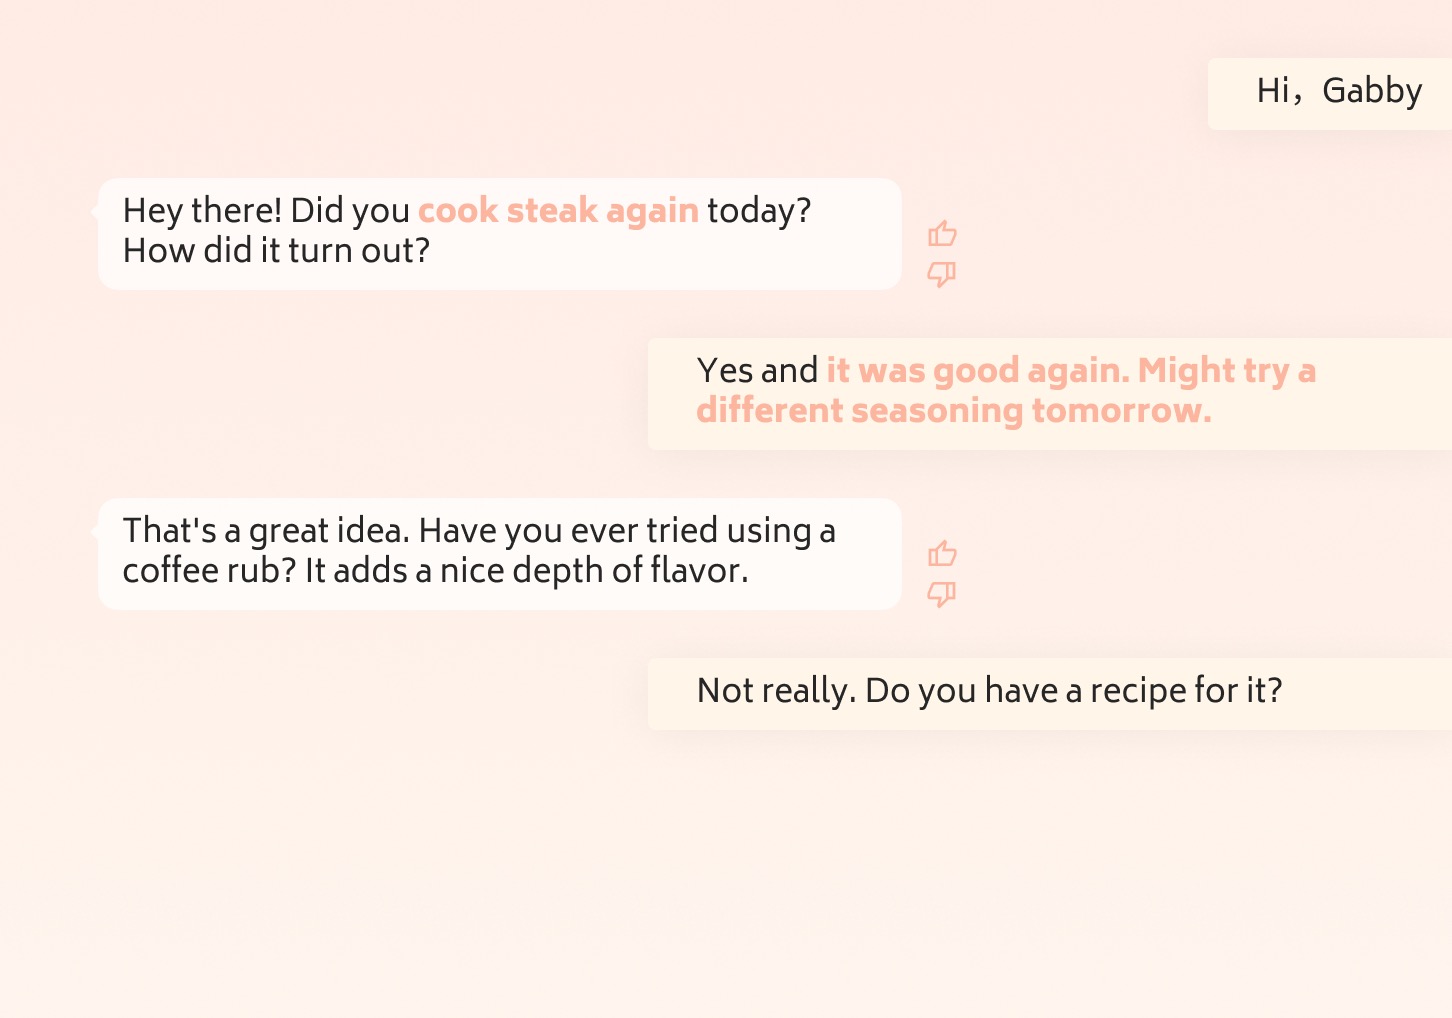 Hi，Gabby
Hey there! Did you cook steak again today?
How did it turn out?
Yes and it was good again. Might try a
different seasoning tomorrow.
That's a great idea. Have you ever tried using a
coffee rub? It adds a nice depth of flavor.
Not really. Do you have a recipe for it?